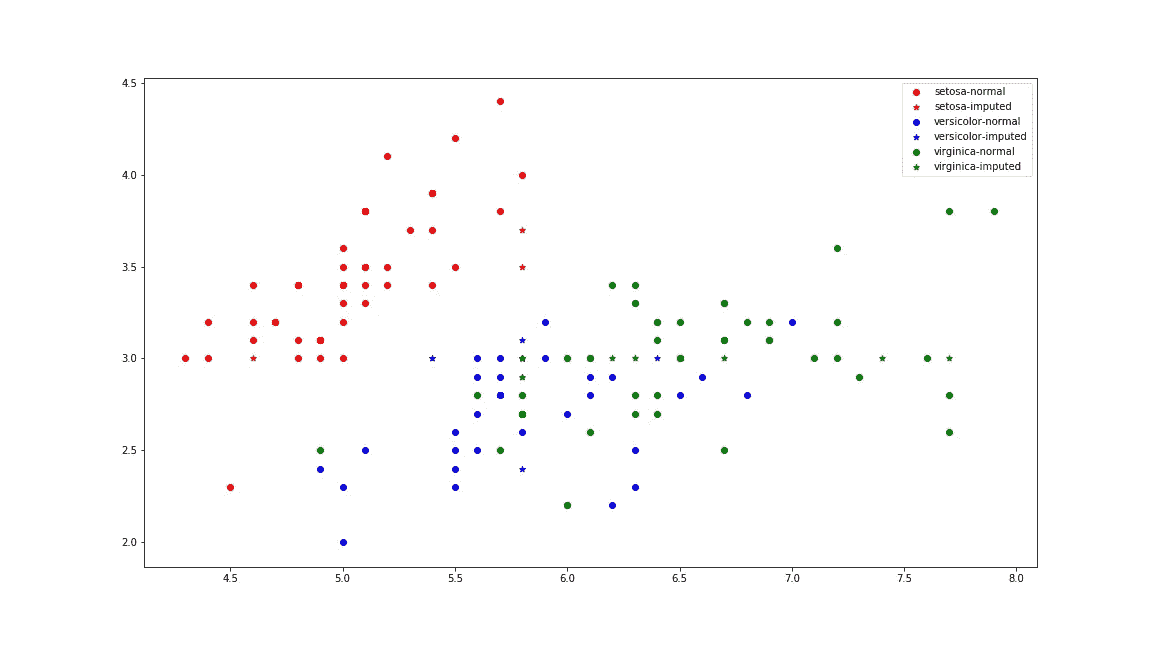 4.5
4.0
3.5
3.0
2.5
2.0
4.5
5.0
5.5
6.0
6.5
7.0
7.5
8.0
setosa-normal
setosa-imputed
versicolor-normal
versicolor-imputed
virginica-normal
virginica-imputed